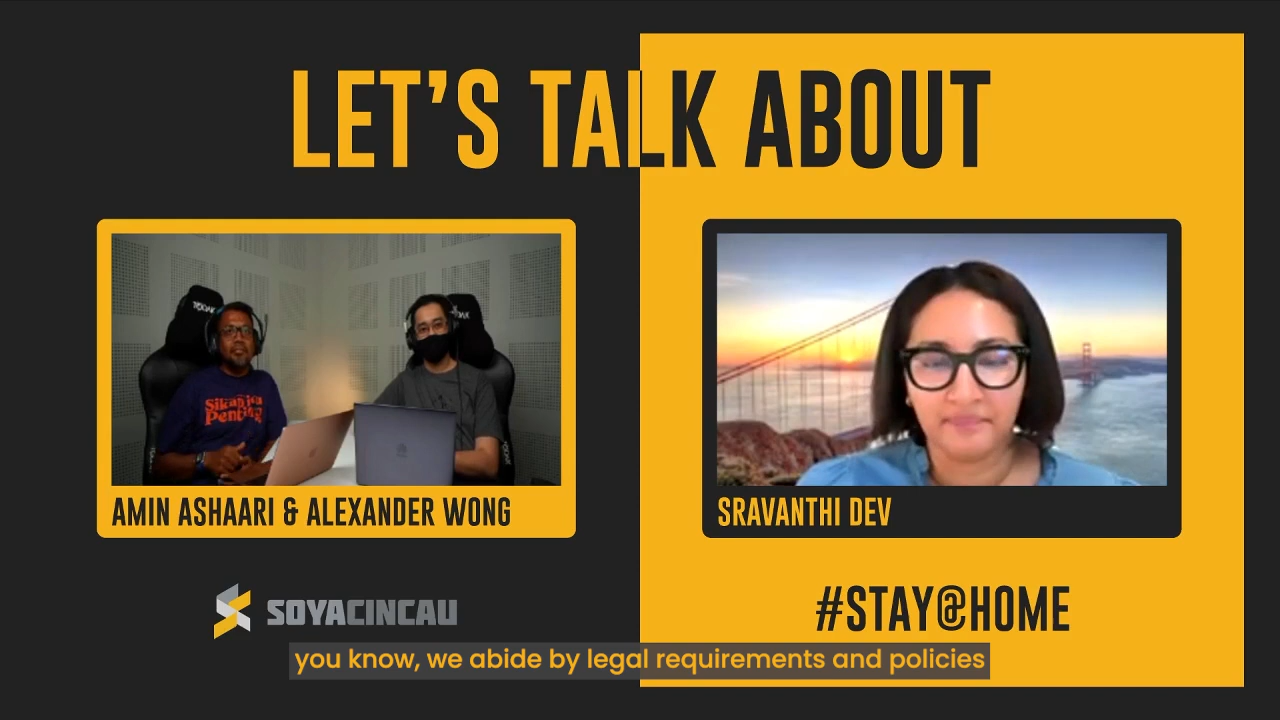 LET'S TALK ABOUT
AMIN ASHAARI & ALEXANDER WONG
SRAVANTHI DEV
SOYACINCAU
#STAY@HOME
you know, we abide by legal requirements and policies